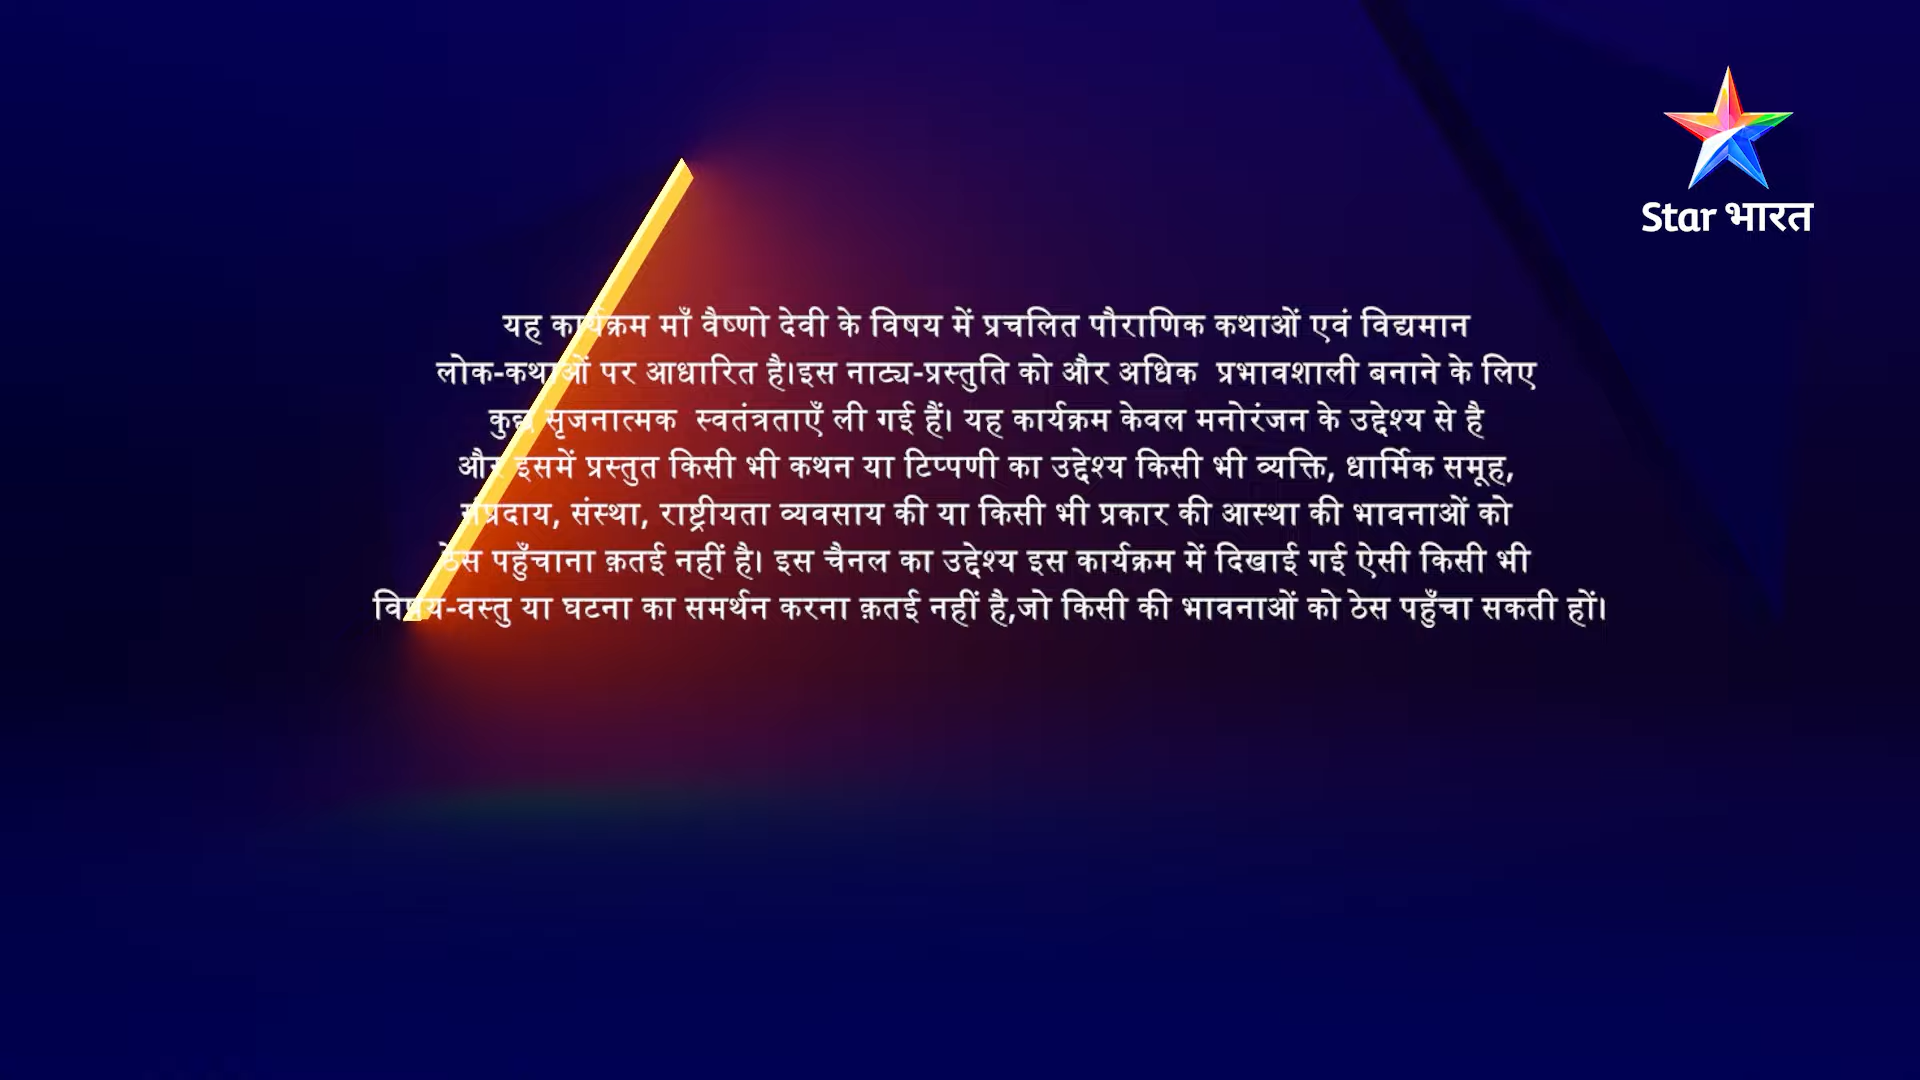 Star भारत
यह कार्यक्रम माँ वैष्णो देवी के विषय में प्रचलित पौराणिक कथाओं एवं विद्यमान
लोक-कथाओं पर आधारित है।इस नाट्य-प्रस्तुति को और अधिक प्रभावशाली बनाने के लिए
कुछ सृजनात्मक स्वतंत्रताएँ ली गई हैं। यह कार्यक्रम केवल मनोरंजन के उद्देश्य से है
और इसमें प्रस्तुत किसी भी कथन या टिप्पणी का उद्देश्य किसी भी व्यक्ति, धार्मिक समूह,
संप्रदाय, संस्था, राष्ट्रीयता व्यवसाय की या किसी भी प्रकार की आस्था की भावनाओं को
ठेस पहुँचाना क़तई नहीं है। इस चैनल का उद्देश्य इस कार्यक्रम में दिखाई गई ऐसी किसी भी
विषय-वस्तु या घटना का समर्थन करना क़तई नहीं है,जो किसी की भावनाओं को ठेस पहुँचा सकती हों।